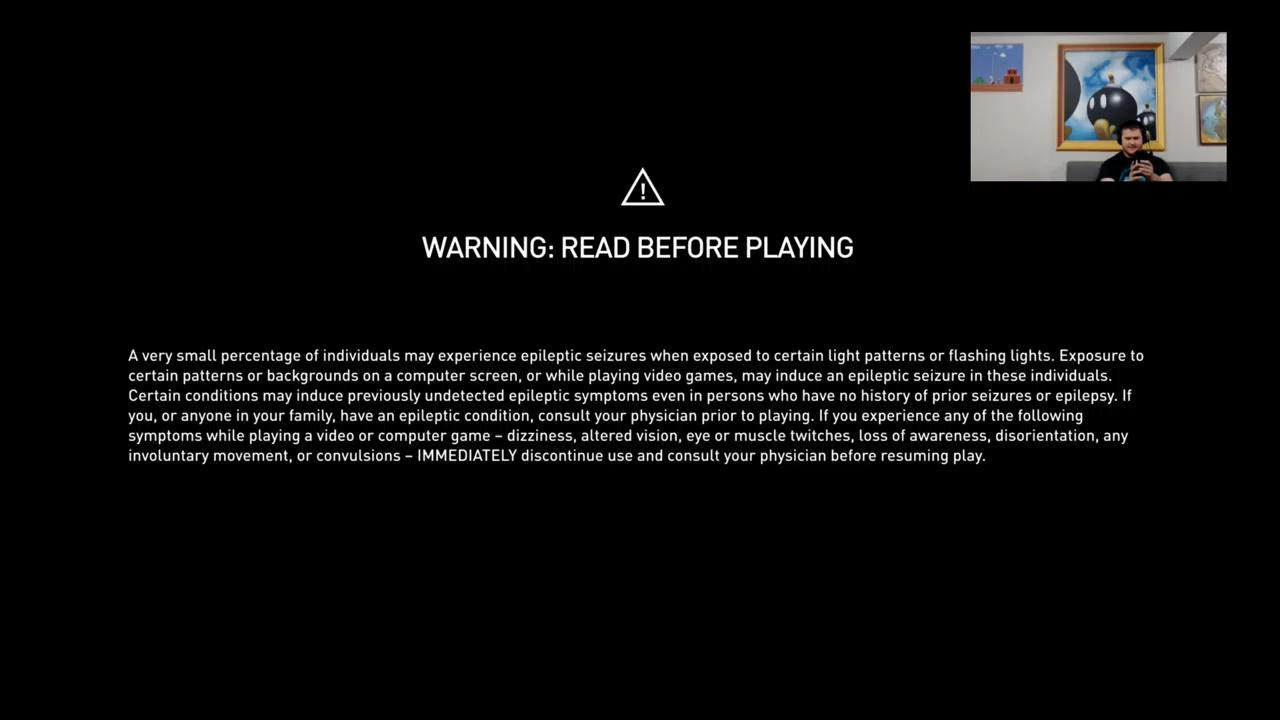 WARNING: READ BEFORE PLAYING
A very small percentage of individuals may experience epileptic seizures when exposed to certain light patterns or flashing lights. Exposure to
certain patterns or backgrounds on a computer screen, or while playing video games, may induce an epileptic seizure in these individuals.
Certain conditions may induce previously undetected epileptic symptoms even in persons who have no history of prior seizures or epilepsy. If
you, or anyone in your family, have an epileptic condition, consult your physician prior to playing. If you experience any of the following
symptoms while playing a video or computer game – dizziness, altered vision, eye or muscle twitches, loss of awareness, disorientation, any
involuntary movement, or convulsions – IMMEDIATELY discontinue use and consult your physician before resuming play.